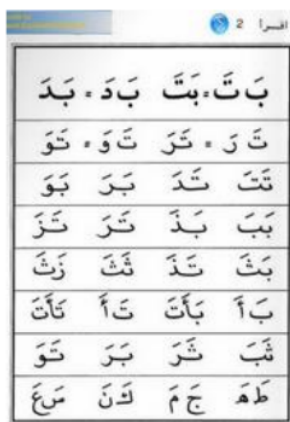 اقرأ 2
بَ تَ = بَتَ بَ دَ = بَدَ
تَ رَ = تَرَ تَ وَ = تَوَ
تَتَ تَدَ بَرَ بَوَ
بَبَ بَذَ تَرَ تَزَ
بَثَ تَذَ ثَثَ زَثَ
بَ أَ بَأَتَ تَ أَ تَأَتَ
ثَبَ ثَرَ بَرَ تَوَ
طَ هَ جَ مَ كَ نَ سَ عَ